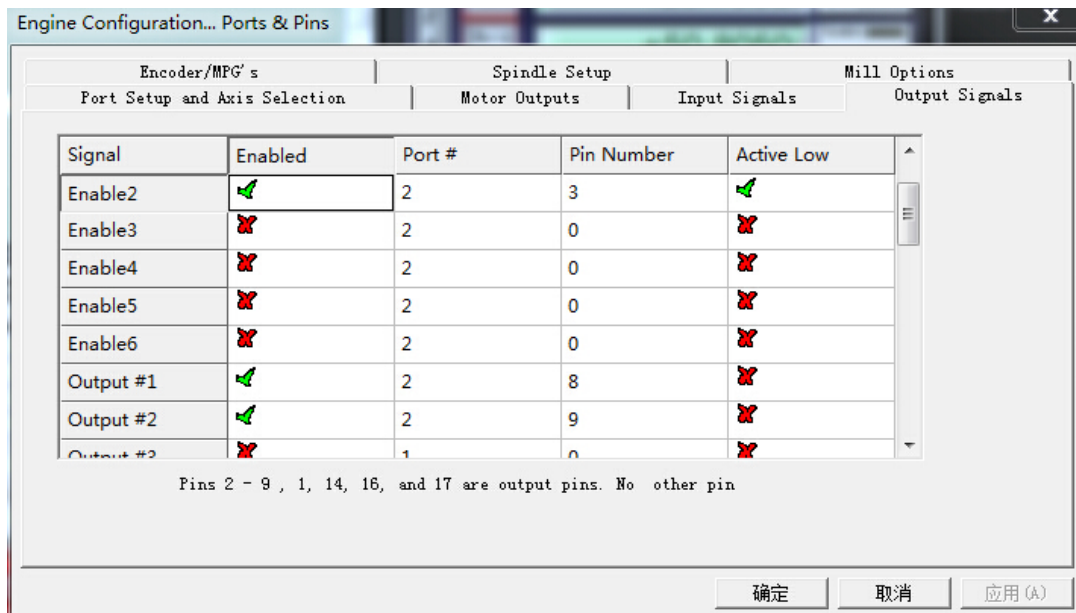 Engine Configuration... Ports & Pins
x
Encoder/MPG's Spindle Setup Mill Options
Port Setup and Axis Selection Motor Outputs Input Signals Output Signals
Signal Enabled Port # Pin Number Active Low
Enable2 2 3
Enable3 2 0
Enable4 2 0
Enable5 2 0
Enable6 2 0
Output #1 2 8
Output #2 2 9
Output #3 1 0
Pins 2 - 9 , 1, 14, 16, and 17 are output pins. No other pin
确定 取消 应用(A)